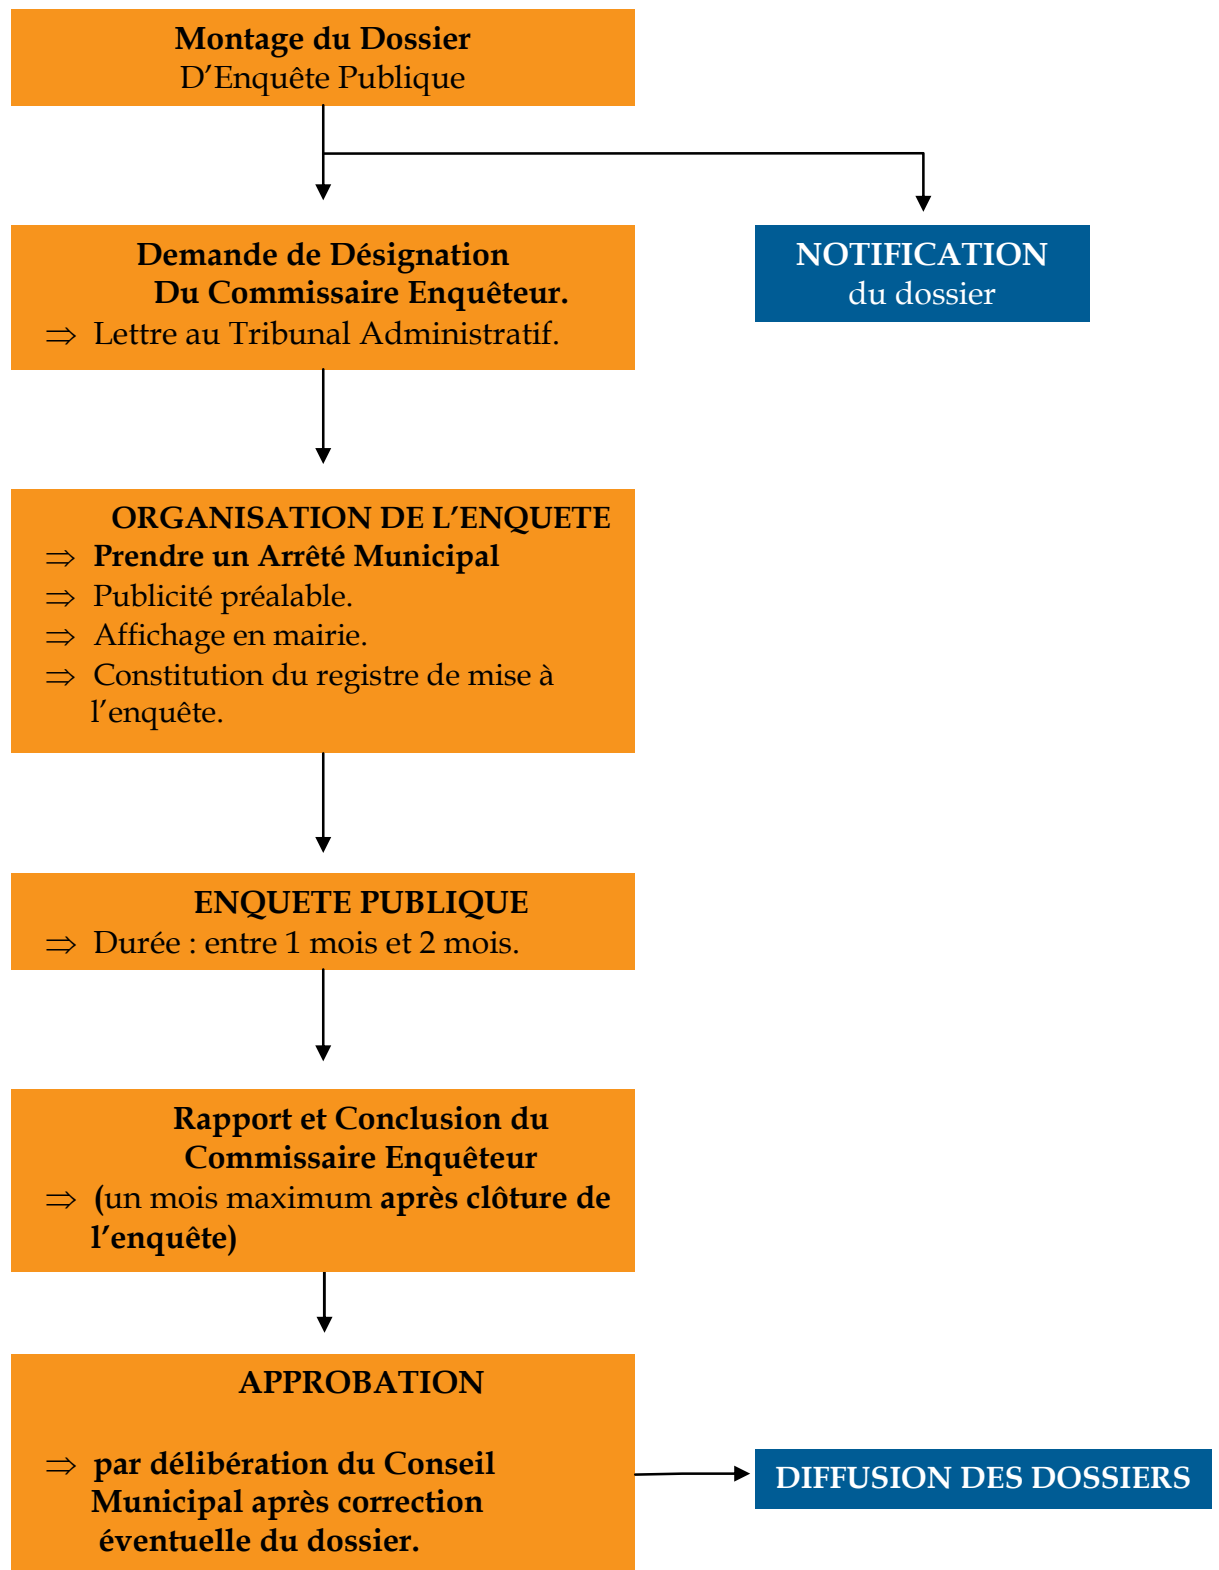 Montage du Dossier
D’Enquête Publique
Demande de Désignation
Du Commissaire Enquêteur.
⇒ Lettre au Tribunal Administratif.
NOTIFICATION
du dossier
ORGANISATION DE L’ENQUETE
⇒ Prendre un Arrêté Municipal
⇒ Publicité préalable.
⇒ Affichage en mairie.
⇒ Constitution du registre de mise à
l’enquête.
ENQUETE PUBLIQUE
⇒ Durée : entre 1 mois et 2 mois.
Rapport et Conclusion du
Commissaire Enquêteur
⇒ (un mois maximum après clôture de
l’enquête)
APPROBATION
⇒ par délibération du Conseil
Municipal après correction
éventuelle du dossier.
DIFFUSION DES DOSSIERS